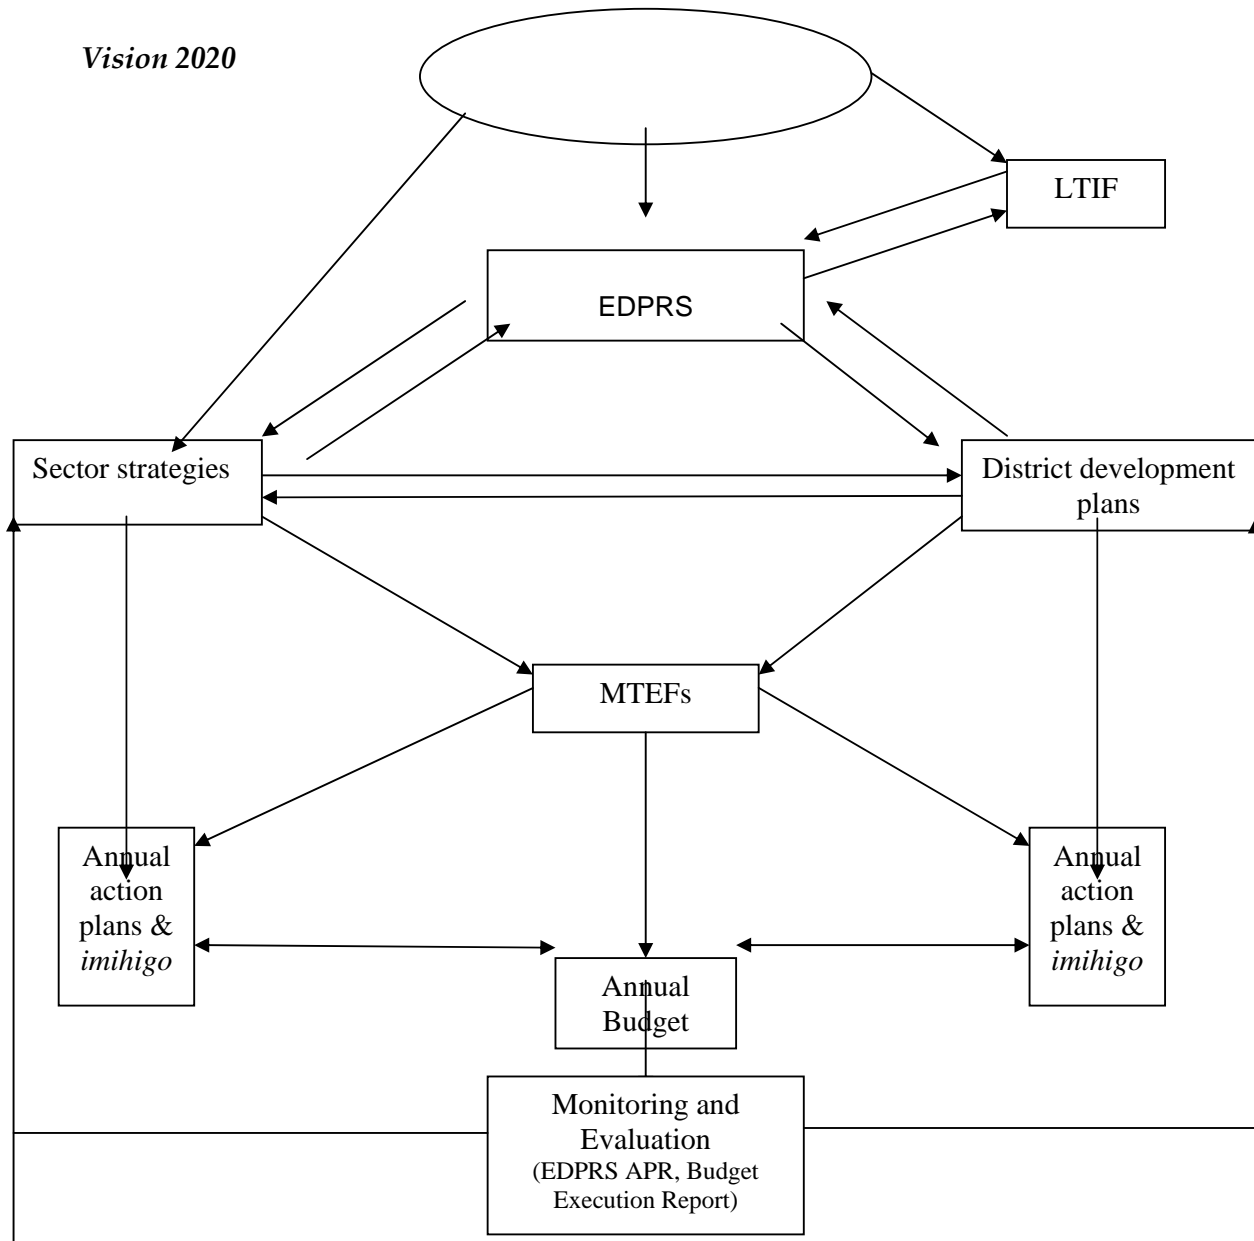 Vision 2020
LTIF
EDPRS
Sector strategies
District development
plans
MTEFs
Annual
action
plans &
imihigo
Annual
action
plans &
imihigo
Annual
Budget
Monitoring and
Evaluation
(EDPRS APR, Budget
Execution Report)